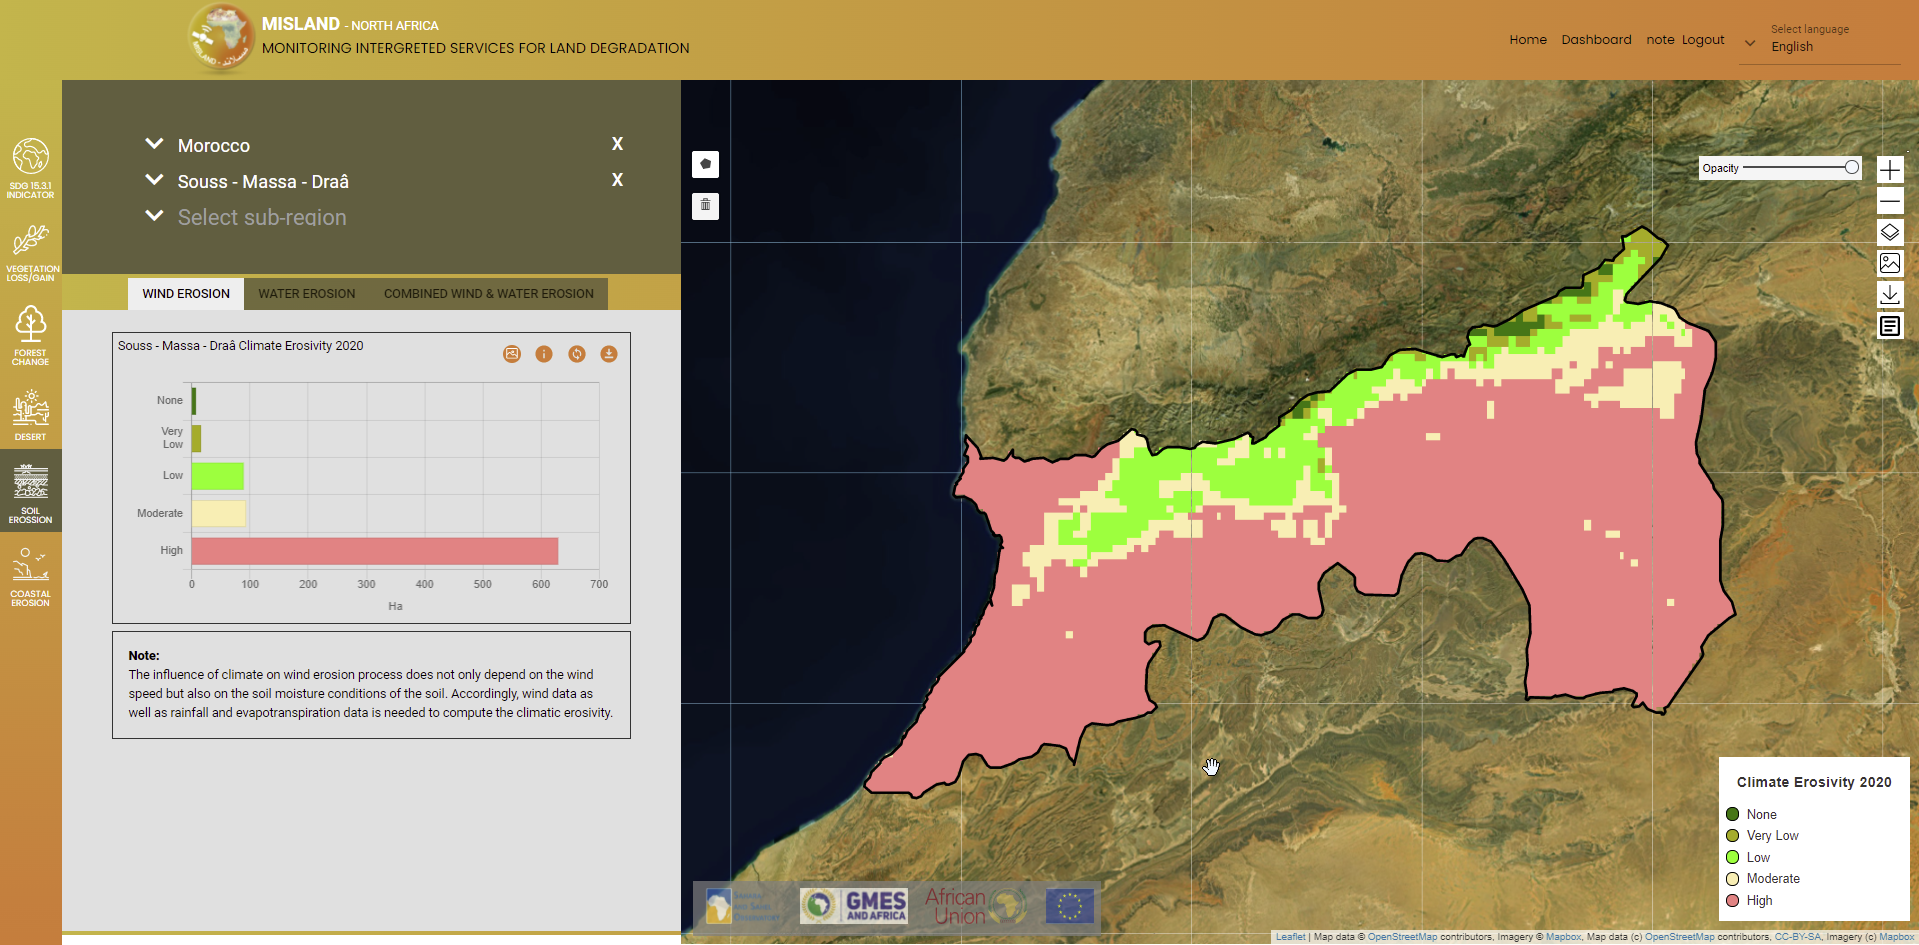 MISLAND - NORTH AFRICA
MONITORING INTERGRETED SERVICES FOR LAND DEGRADATION
Home Dashboard note Logout
Select language
English
SDG 15.3.1
INDICATOR
VEGETATION
LOSS/GAIN
FOREST
CHANGE
DESERT
SOIL
EROSSION
COASTAL
EROSION
Morocco X
Souss - Massa - Draâ X
Select sub-region
WIND EROSION WATER EROSION COMBINED WIND & WATER EROSION
Souss - Massa - Draâ Climate Erosivity 2020
None
Very
Low
Low
Moderate
High
0 100 200 300 400 500 600 700
Ha
Note:
The influence of climate on wind erosion process does not only depend on the wind
speed but also on the soil moisture conditions of the soil. Accordingly, wind data as
well as rainfall and evapotranspiration data is needed to compute the climatic erosivity.
Opacity
Climate Erosivity 2020
None
Very Low
Low
Moderate
High
GMES
AND AFRICA
African
Union
Leaflet | Map data © OpenStreetMap contributors, Imagery © Mapbox, Map data (c) OpenStreetMap contributors, CC-BY-SA, Imagery (c) Mapbox